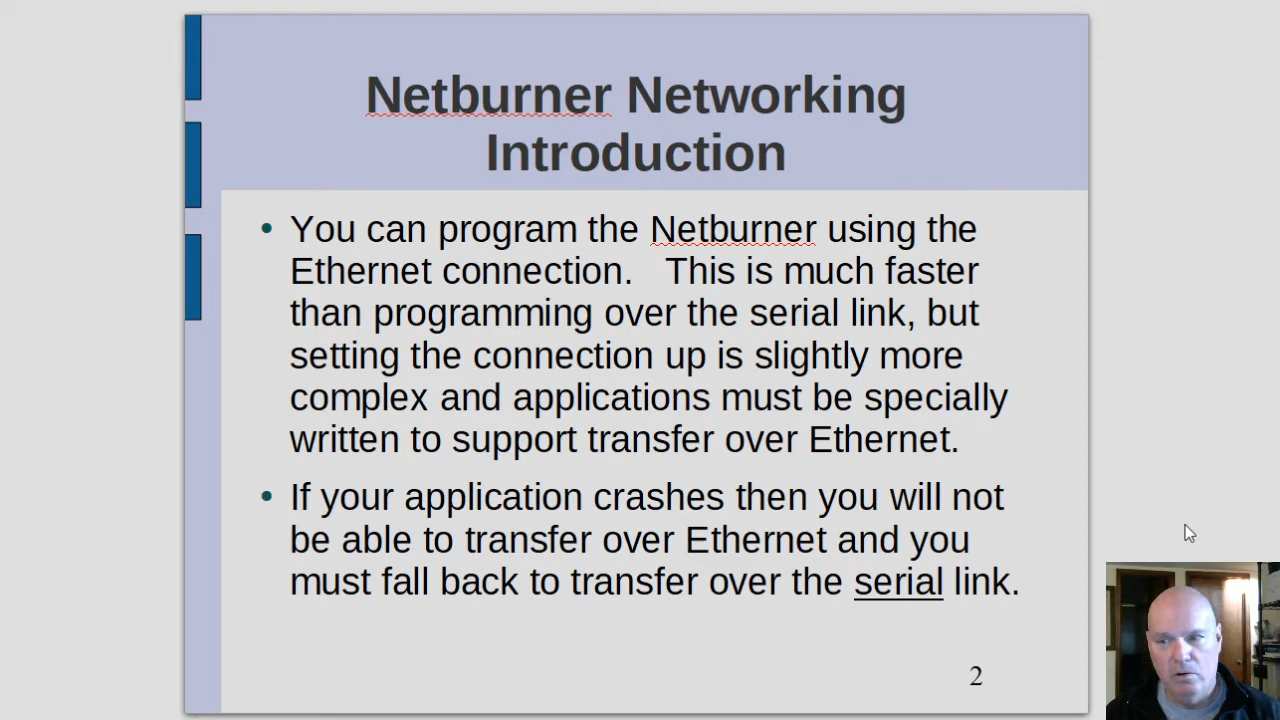 Netburner Networking
Introduction
• You can program the Netburner using the
Ethernet connection.   This is much faster
than programming over the serial link, but
setting the connection up is slightly more
complex and applications must be specially
written to support transfer over Ethernet.
• If your application crashes then you will not
be able to transfer over Ethernet and you
must fall back to transfer over the serial link.
2